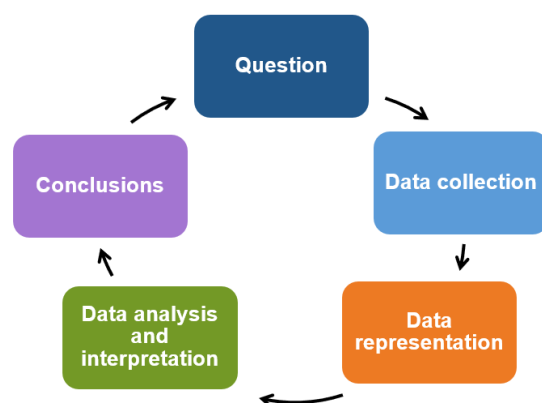 Question
Data collection
Data
representation
Data analysis
and
interpretation
Conclusions